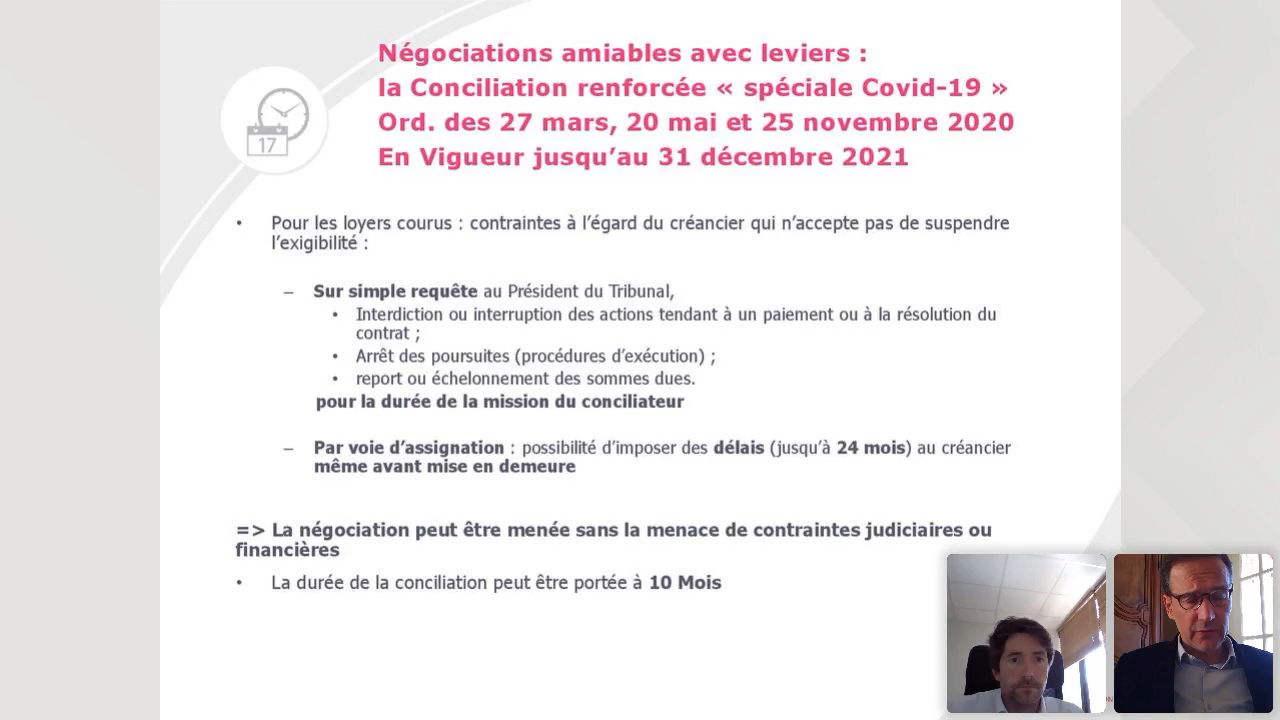 Négociations amiables avec leviers :
la Conciliation renforcée « spéciale Covid-19 »
Ord. des 27 mars, 20 mai et 25 novembre 2020
En Vigueur jusqu’au 31 décembre 2021
17
• Pour les loyers courus : contraintes à l’égard du créancier qui n’accepte pas de suspendre
l’exigibilité :
– Sur simple requête au Président du Tribunal,
• Interdiction ou interruption des actions tendant à un paiement ou à la résolution du
contrat ;
• Arrêt des poursuites (procédures d’exécution) ;
• report ou échelonnement des sommes dues.
pour la durée de la mission du conciliateur
– Par voie d’assignation : possibilité d’imposer des délais (jusqu’à 24 mois) au créancier
même avant mise en demeure
=> La négociation peut être menée sans la menace de contraintes judiciaires ou
financières
• La durée de la conciliation peut être portée à 10 Mois